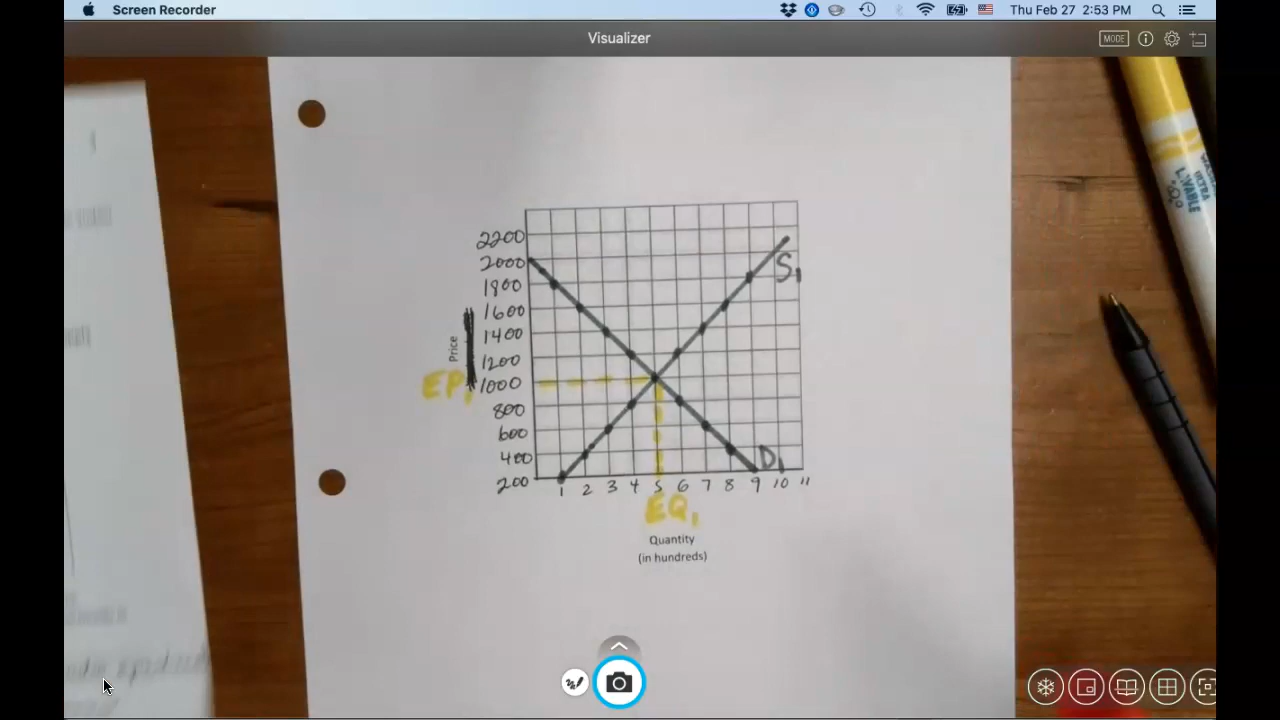 Screen Recorder
Thu Feb 27 2:53 PM
Visualizer
MODE
2200
2000
1800
1600
1400
1200
1000
800
600
400
200
Price
EP1
S1
D1
1 2 3 4 5 6 7 8 9 10 11
EQ1
Quantity
(in hundreds)
ULTRA